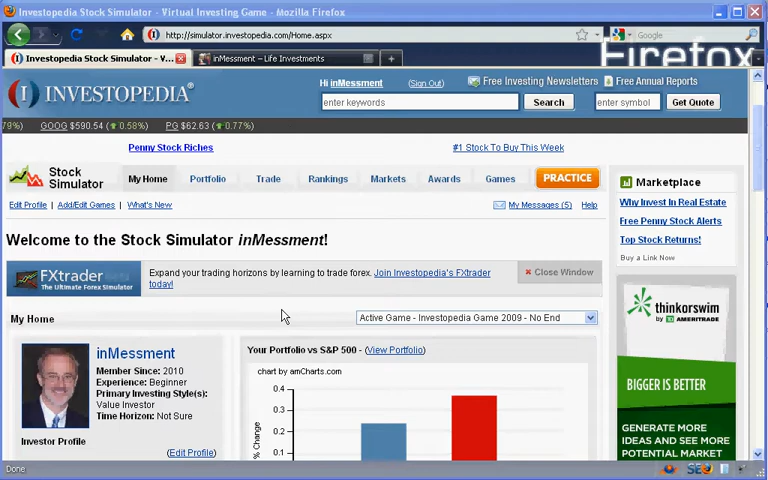 Investopedia Stock Simulator - Virtual Investing Game - Mozilla Firefox
http://simulator.investopedia.com/Home.aspx
Google
Firefox
Investopedia Stock Simulator - V...
inMessment – Life Investments
Hi inMessment
(Sign Out)
Free Investing Newsletters
Free Annual Reports
INVESTOPEDIA®
enter keywords
Search
enter symbol
Get Quote
79%) GOOG $590.54 (0.58%) PG $62.63 (0.77%)
Penny Stock Riches
#1 Stock To Buy This Week
Stock Simulator
My Home
Portfolio
Trade
Rankings
Markets
Awards
Games
PRACTICE
Edit Profile
Add/Edit Games
What's New
My Messages (5)
Help
Welcome to the Stock Simulator inMessment!
FXtrader
The Ultimate Forex Simulator
Expand your trading horizons by learning to trade forex. Join Investopedia's FXtrader
today!
Close Window
My Home
Active Game - Investopedia Game 2009 - No End
inMessment
Member Since: 2010
Experience: Beginner
Primary Investing Style(s):
Value Investor
Time Horizon: Not Sure
Investor Profile
(Edit Profile)
Your Portfolio vs S&P 500 - (View Portfolio)
chart by amCharts.com
0.4
0.3
0.2
0.1
% Change
Marketplace
Why Invest In Real Estate
Free Penny Stock Alerts
Top Stock Returns!
Buy a Link Now
thinkorswim
by TD AMERITRADE
BIGGER IS BETTER
GENERATE MORE
IDEAS AND SEE MORE
POTENTIAL MARKET
Done
SEO